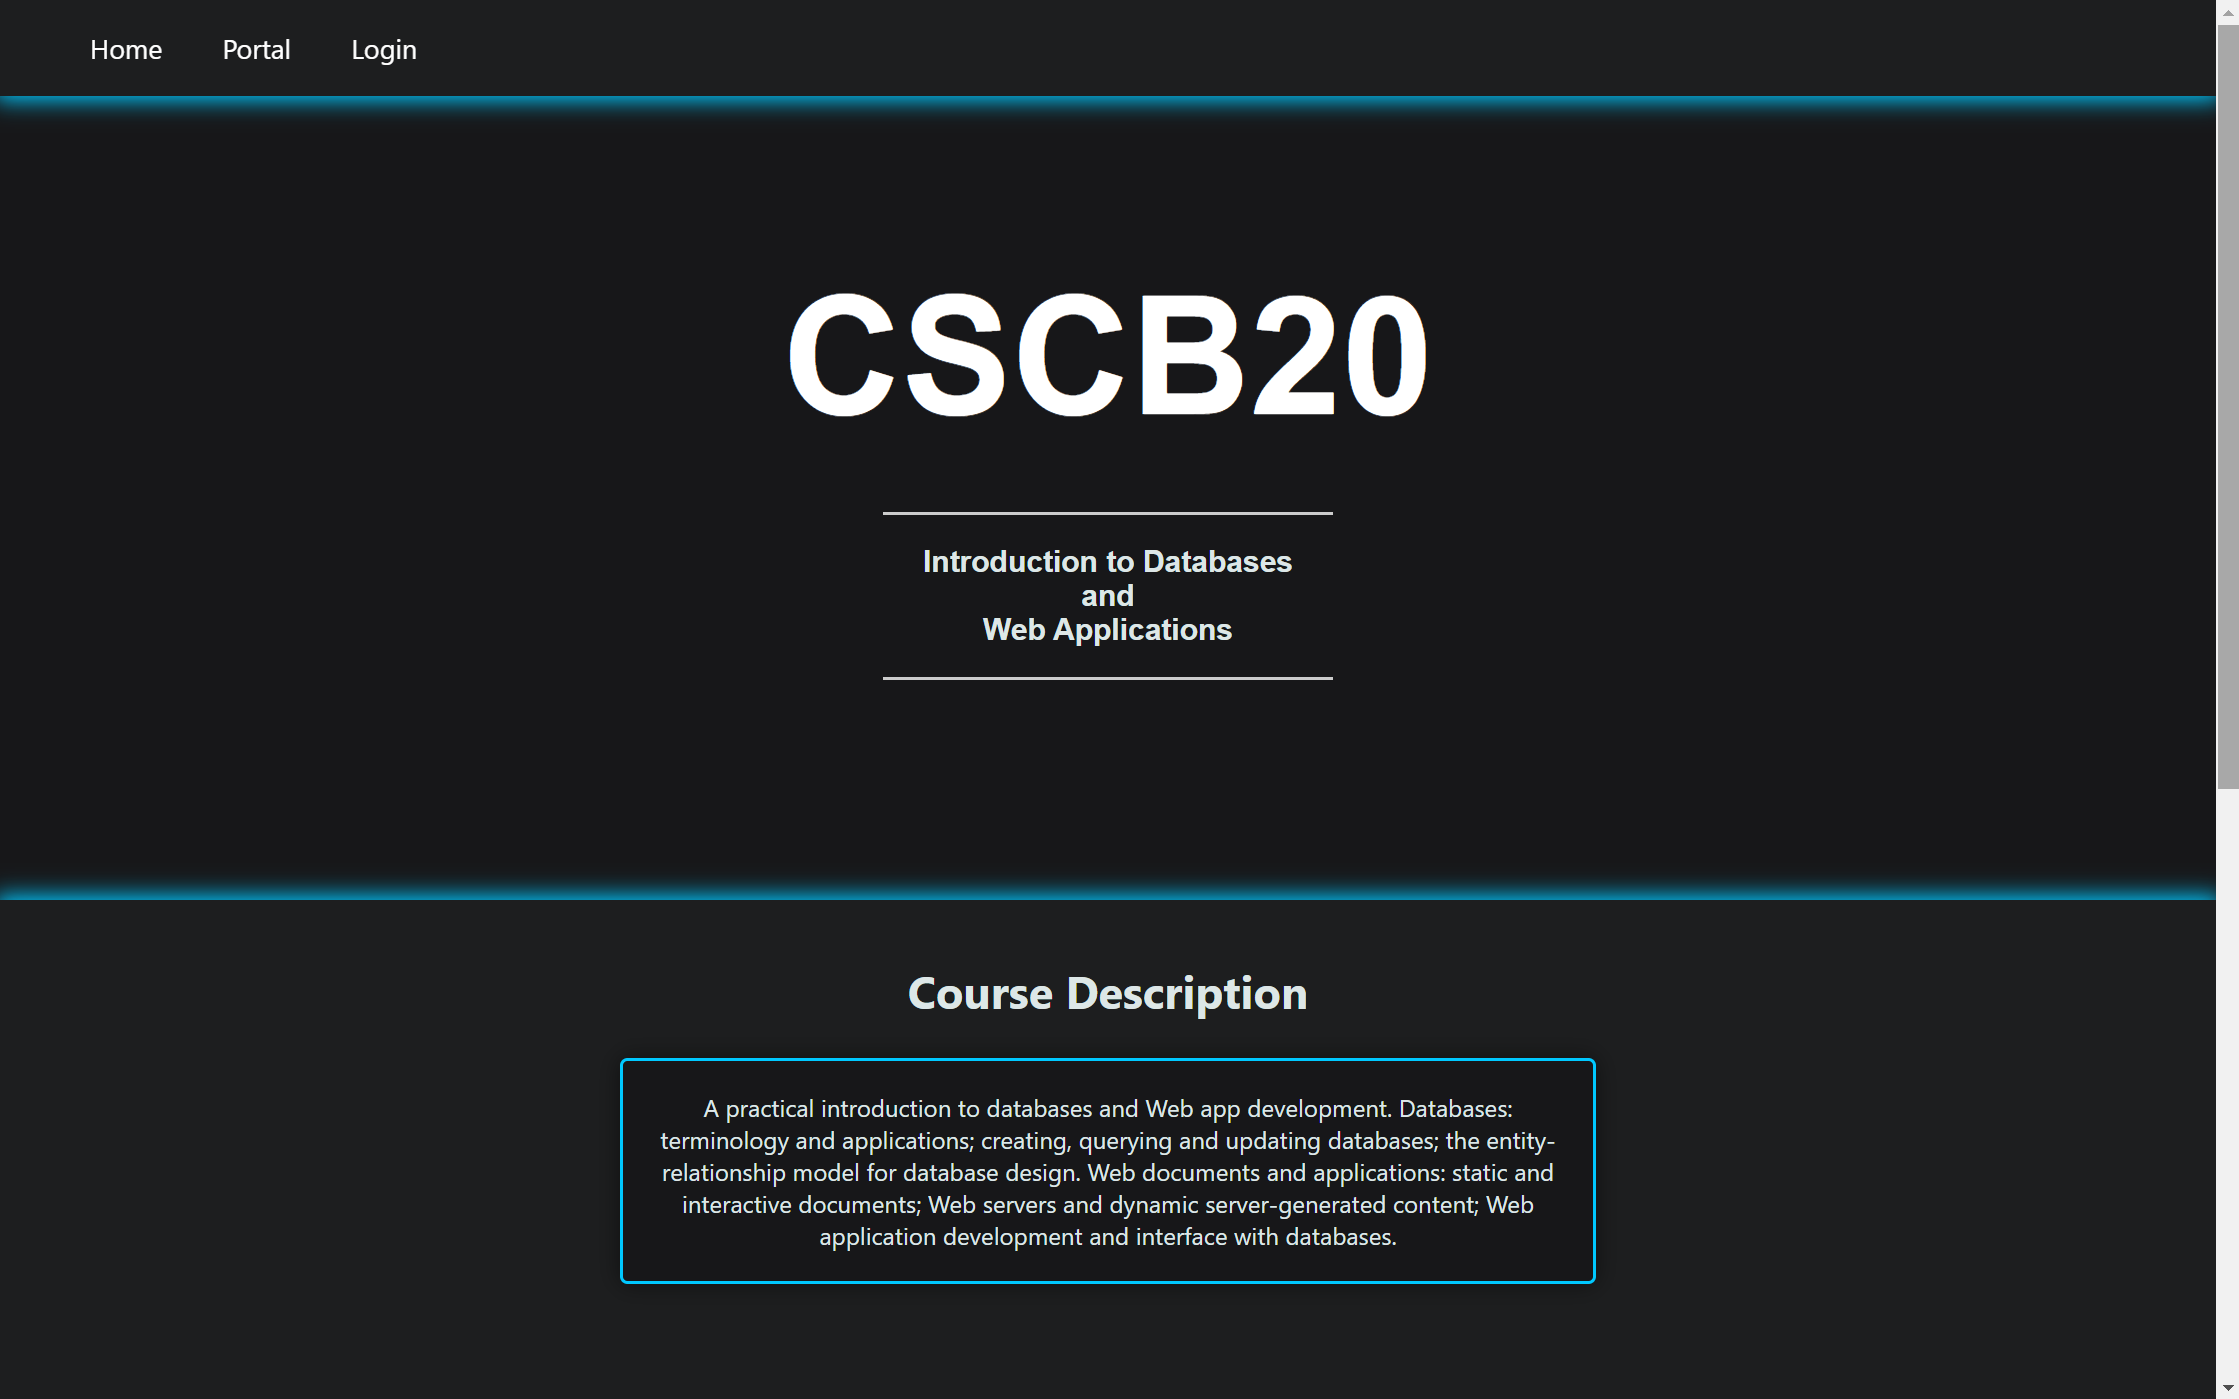 Home Portal Login
CSCB20
Introduction to Databases
and
Web Applications
Course Description
A practical introduction to databases and Web app development. Databases:
terminology and applications; creating, querying and updating databases; the entity-
relationship model for database design. Web documents and applications: static and
interactive documents; Web servers and dynamic server-generated content; Web
application development and interface with databases.